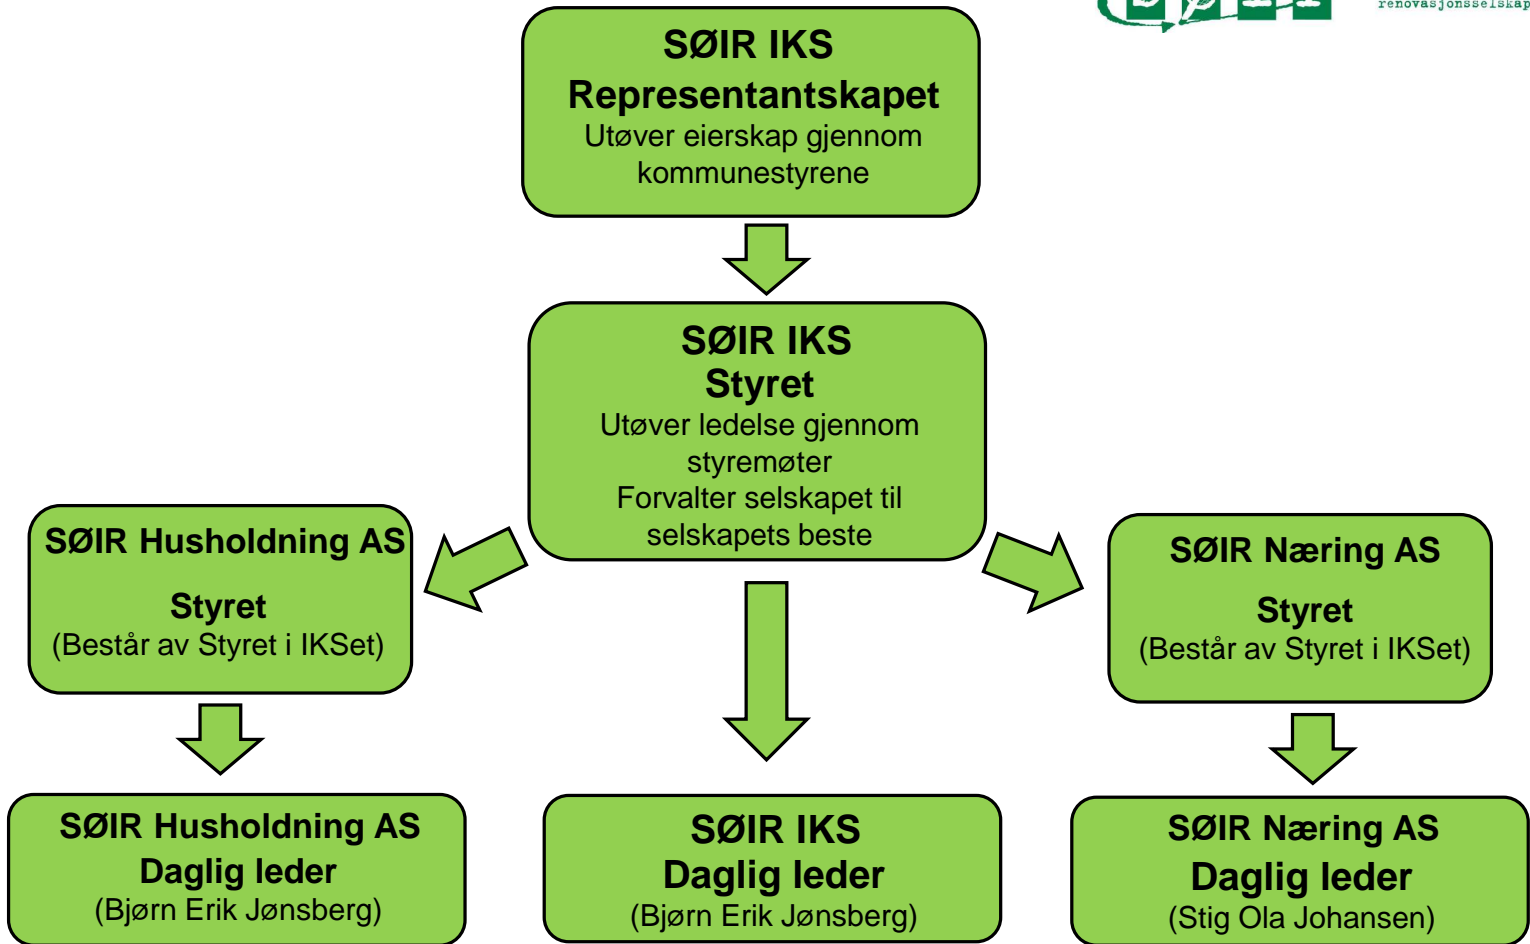 renovasjonsselskap
SØIR IKS
Representantskapet
Utøver eierskap gjennom
kommunestyrene
SØIR IKS
Styret
Utøver ledelse gjennom
styremøter
Forvalter selskapet til
selskapets beste
SØIR Husholdning AS
Styret
(Består av Styret i IKSet)
SØIR Næring AS
Styret
(Består av Styret i IKSet)
SØIR Husholdning AS
Daglig leder
(Bjørn Erik Jønsberg)
SØIR IKS
Daglig leder
(Bjørn Erik Jønsberg)
SØIR Næring AS
Daglig leder
(Stig Ola Johansen)